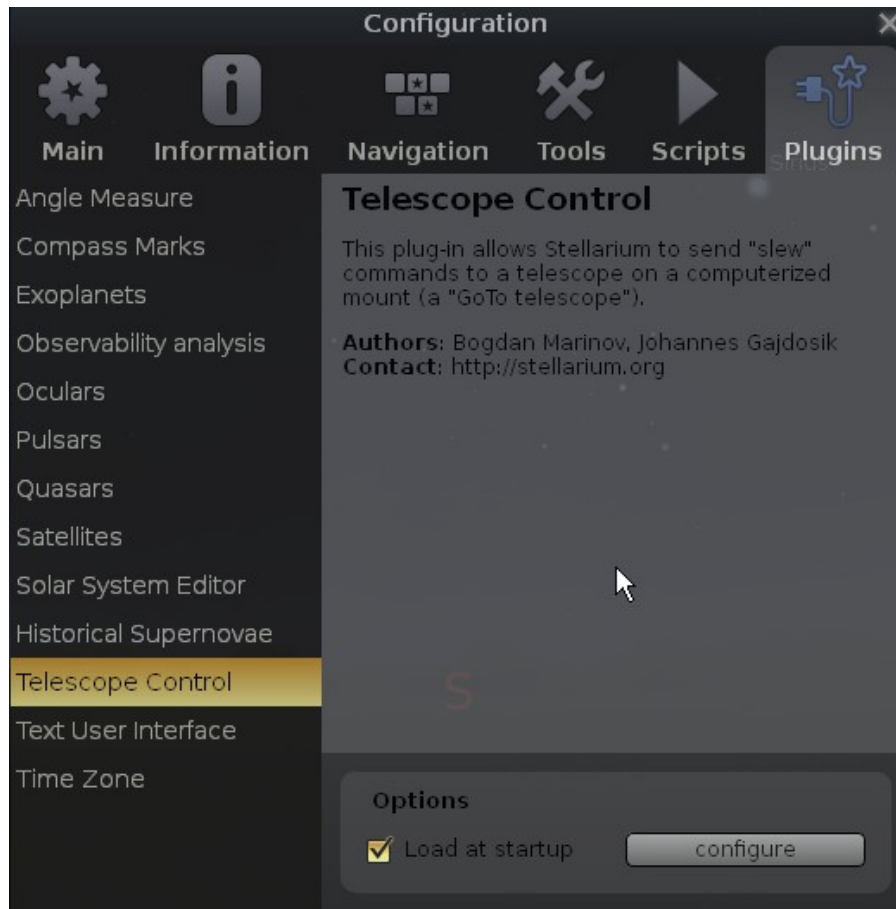 Configuration
Main Information Navigation Tools Scripts Plugins
Sirius
Angle Measure
Compass Marks
Exoplanets
Observability analysis
Oculars
Pulsars
Quasars
Satellites
Solar System Editor
Historical Supernovae
Telescope Control
Text User Interface
Time Zone
Telescope Control
This plug-in allows Stellarium to send "slew"
commands to a telescope on a computerized
mount (a "GoTo telescope").
Authors: Bogdan Marinov, Johannes Gajdosik
Contact: http://stellarium.org
S
Options
Load at startup configure